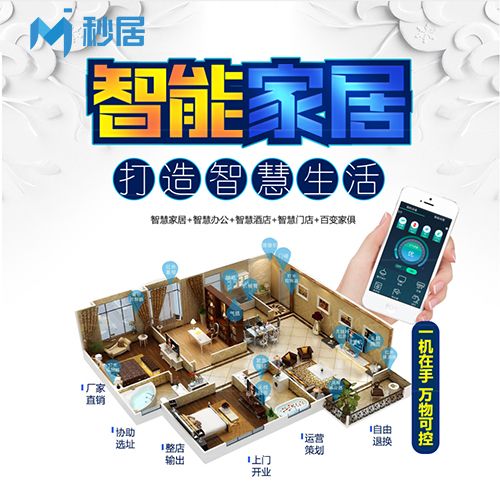 秒居
智能家居
打造智慧生活
智慧家居+智慧办公+智慧酒店+智慧门店+百变家俱
优
气氛
一机在手 万物可控
厂家
直销
协助
选址
整店
输出
上门
开业
运营
策划
自由
退换